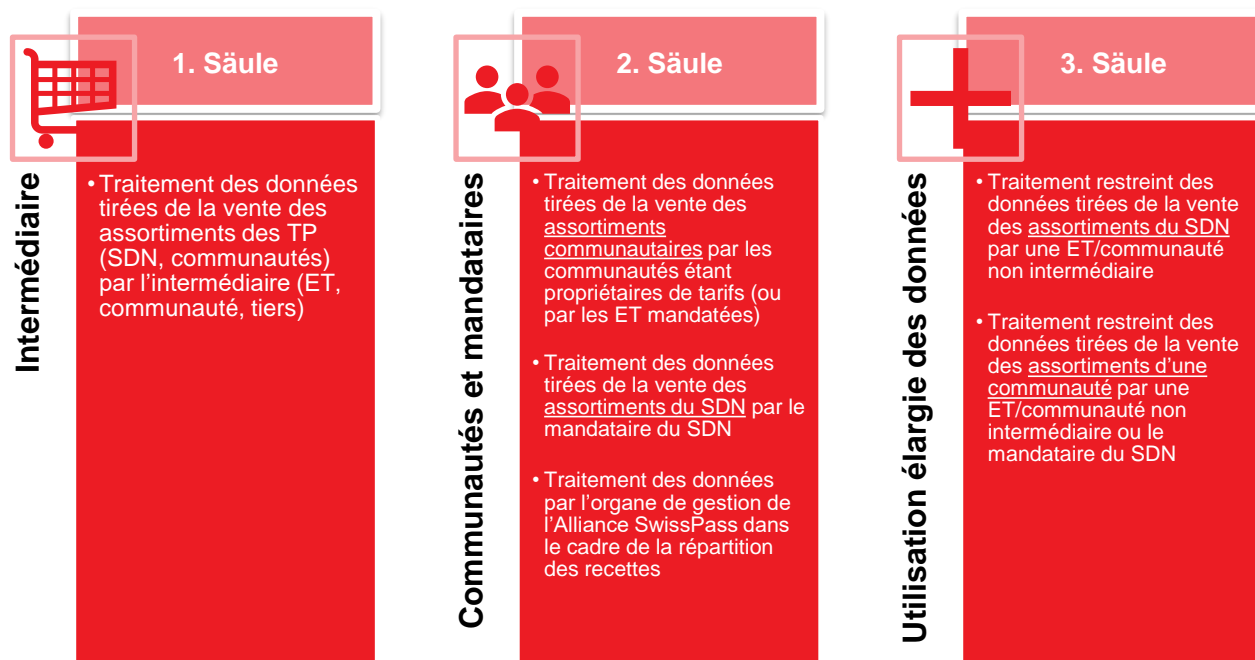 1. Säule
Intermédiaire
• Traitement des données
tirées de la vente des
assortiments des TP
(SDN, communautés)
par l'intermédiaire (ET,
communauté, tiers)
2. Säule
Communautés et mandataires
• Traitement des données
tirées de la vente des
assortiments
communautaires par les
communautés étant
propriétaires de tarifs (ou
par les ET mandatées)
• Traitement des données
tirées de la vente des
assortiments du SDN par le
mandataire du SDN
• Traitement des données
par l'organe de gestion de
l'Alliance SwissPass dans
le cadre de la répartition
des recettes
3. Säule
Utilisation élargie des données
• Traitement restreint des
données tirées de la vente
des assortiments du SDN
par une ET/communauté
non intermédiaire
• Traitement restreint des
données tirées de la vente
des assortiments d'une
communauté par une
ET/communauté non
intermédiaire ou le
mandataire du SDN